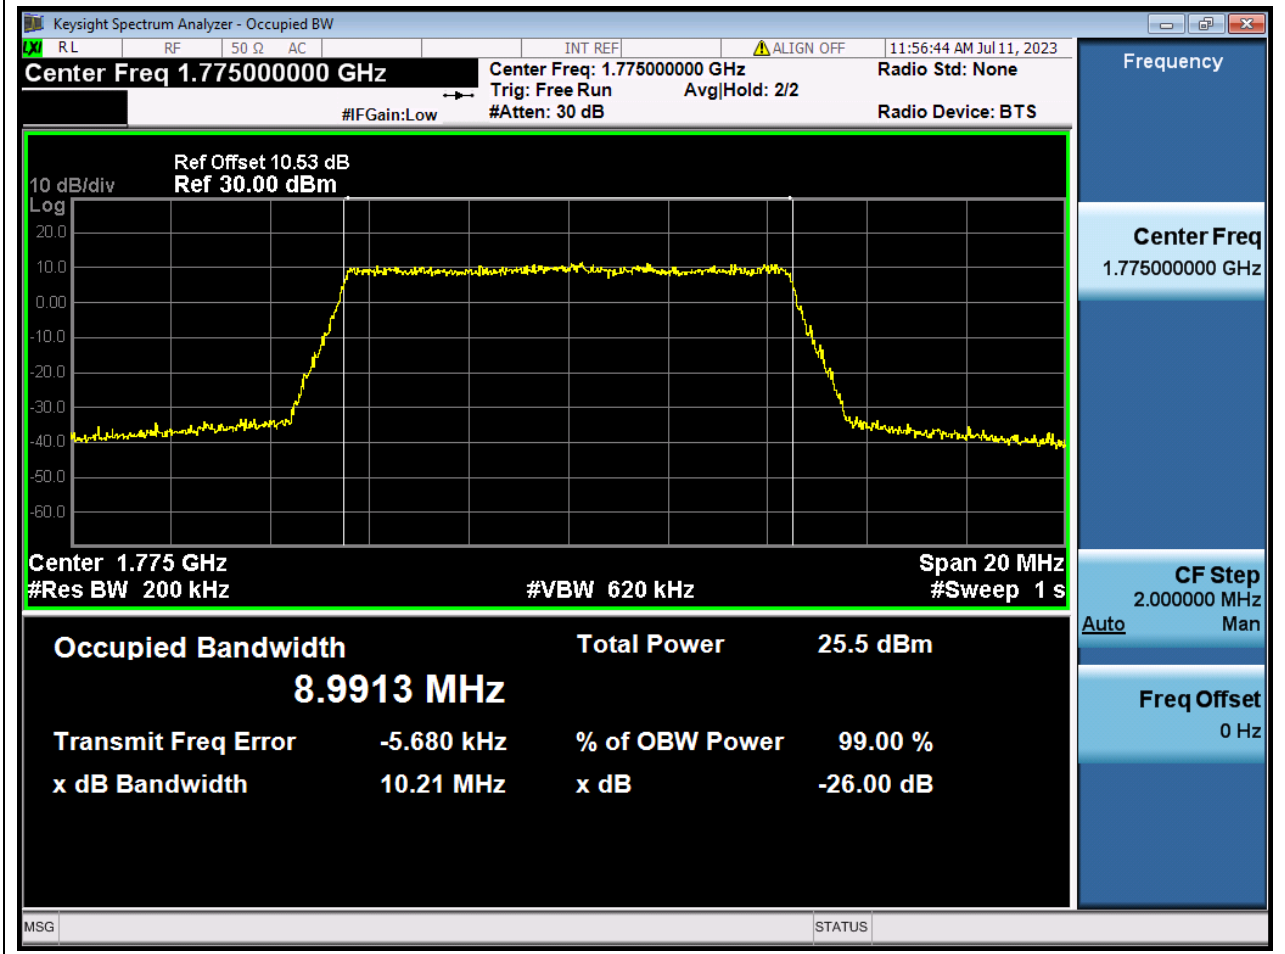 Keysight Spectrum Analyzer - Occupied BW
LXI RL RF 50 Ω AC INT REF ALIGN OFF 11:56:44 AM Jul 11, 2023
Center Freq 1.775000000 GHz
Center Freq: 1.775000000 GHz
Radio Std: None
Trig: Free Run Avg|Hold: 2/2
#IFGain:Low
#Atten: 30 dB
Radio Device: BTS
Ref Offset 10.53 dB
10 dB/div Ref 30.00 dBm
Log
20.0
10.0
0.00
-10.0
-20.0
-30.0
-40.0
-50.0
-60.0
Center 1.775 GHz Span 20 MHz
#Res BW 200 kHz #VBW 620 kHz #Sweep 1 s
Occupied Bandwidth Total Power 25.5 dBm
8.9913 MHz
Transmit Freq Error -5.680 kHz % of OBW Power 99.00 %
x dB Bandwidth 10.21 MHz x dB -26.00 dB
Frequency
Center Freq
1.775000000 GHz
CF Step
2.000000 MHz
Auto Man
Freq Offset
0 Hz
MSG STATUS